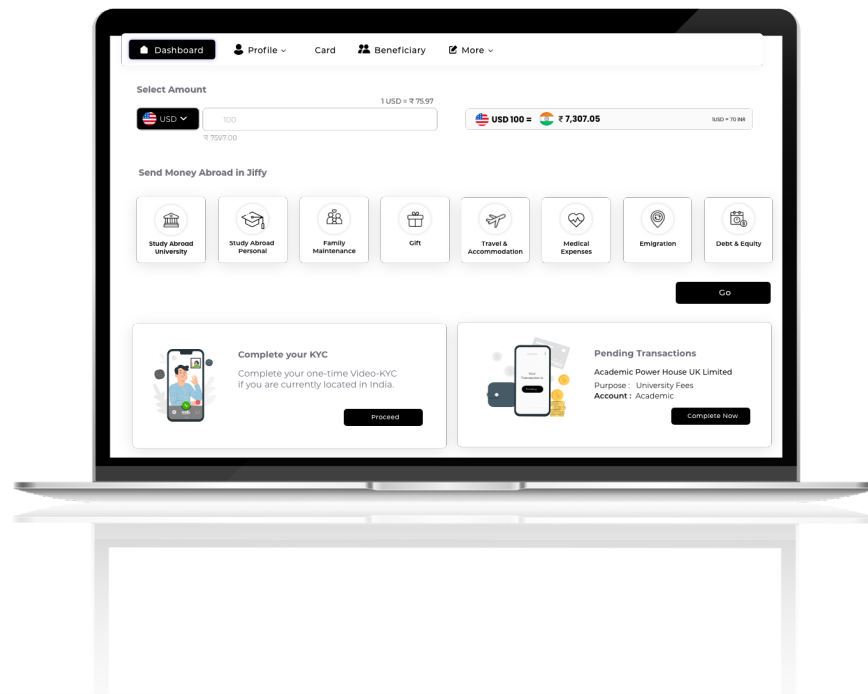 Dashboard Profile Card Beneficiary More
Select Amount
1 USD = ₹ 75.97
USD 100
USD 100 = ₹ 7,307.05 1USD = 70 INR
₹ 7597.00
Send Money Abroad in Jiffy
Study Abroad University
Study Abroad Personal
Family Maintenance
Gift
Travel & Accommodation
Medical Expenses
Emigration
Debt & Equity
Go
Complete your KYC
Complete your one-time Video-KYC
if you are currently located in India.
Proceed
Pending Transactions
Academic Power House UK Limited
Purpose : University Fees
Account : Academic
Complete Now